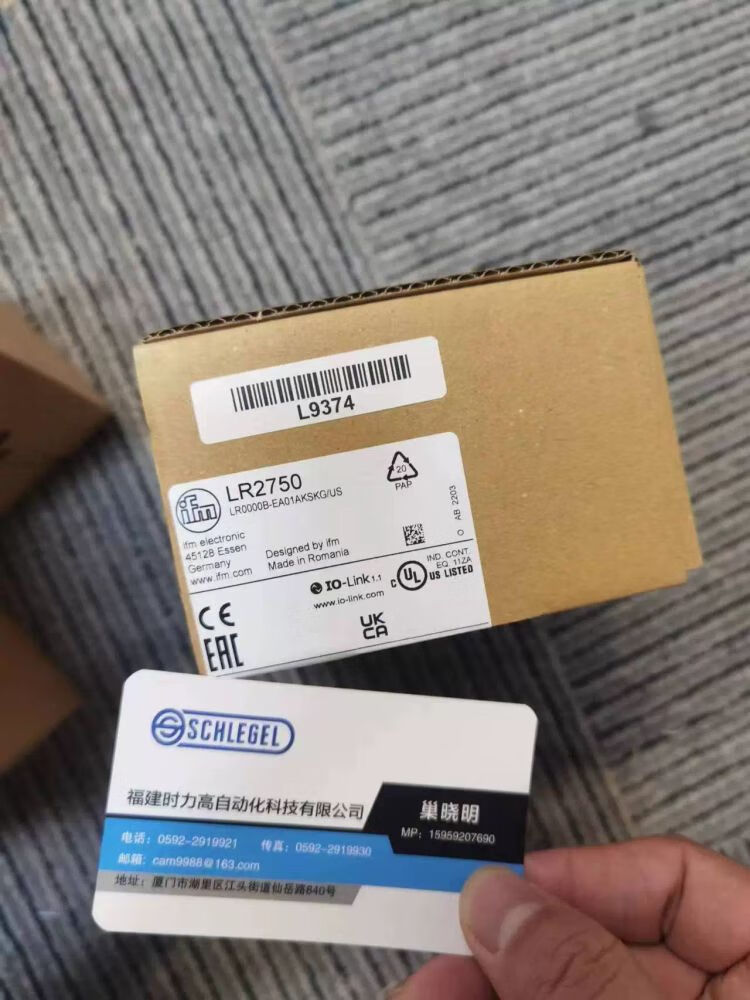 L9374
ifm
LR2750
LR0000B-EA01AKSKG/US
ifm electronic
45128 Essen
Germany
www.ifm.com
Designed by ifm
Made in Romania
20
PAP
O AB 2203
IO-Link 1.1
www.io-link.com
C UL US LISTED
IND. CONT.
EQ. 11ZA
CE
EAC
UK
CA
SCHLEGEL
福建时力高自动化科技有限公司
巢晓明
MP: 15959207690
电话: 0592-2919921 传真: 0592-2919930
邮箱: cam9988@163.com
地址: 厦门市湖里区江头街道仙岳路840号